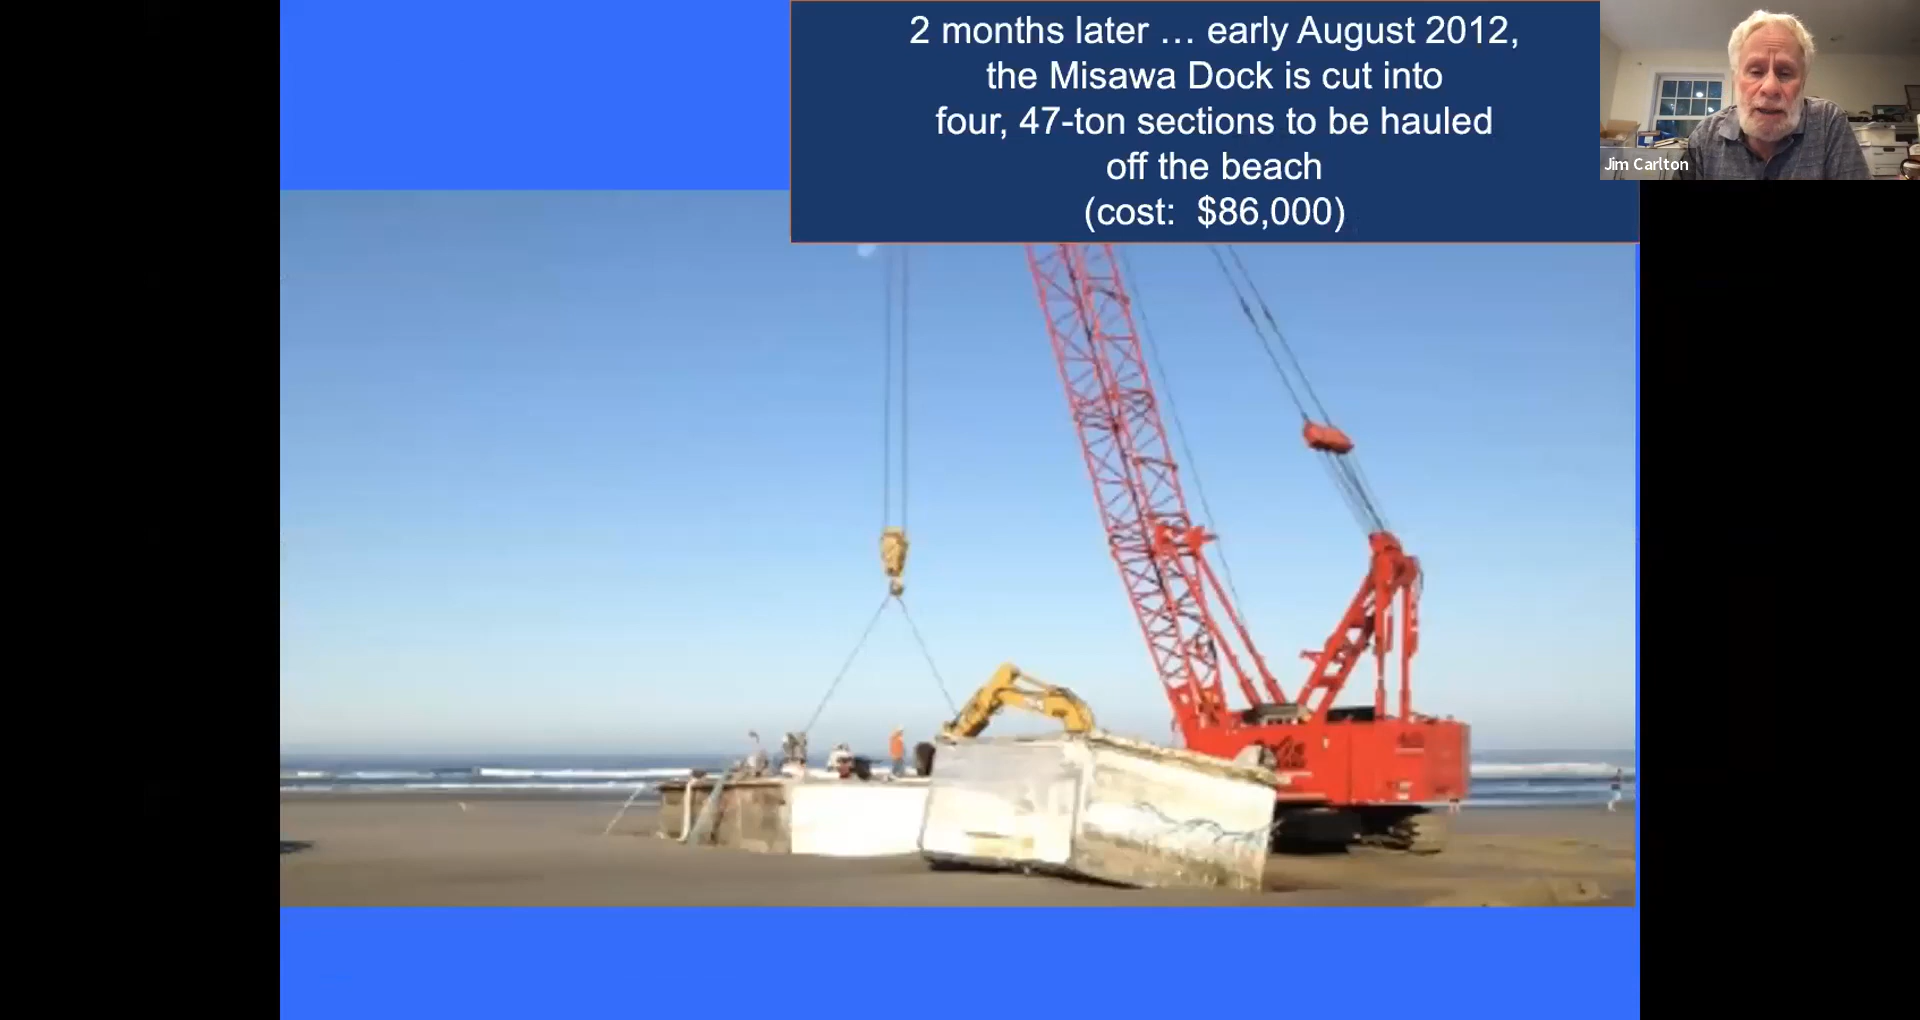 2 months later … early August 2012,
the Misawa Dock is cut into
four, 47-ton sections to be hauled
off the beach
(cost:  $86,000)
Jim Carlton